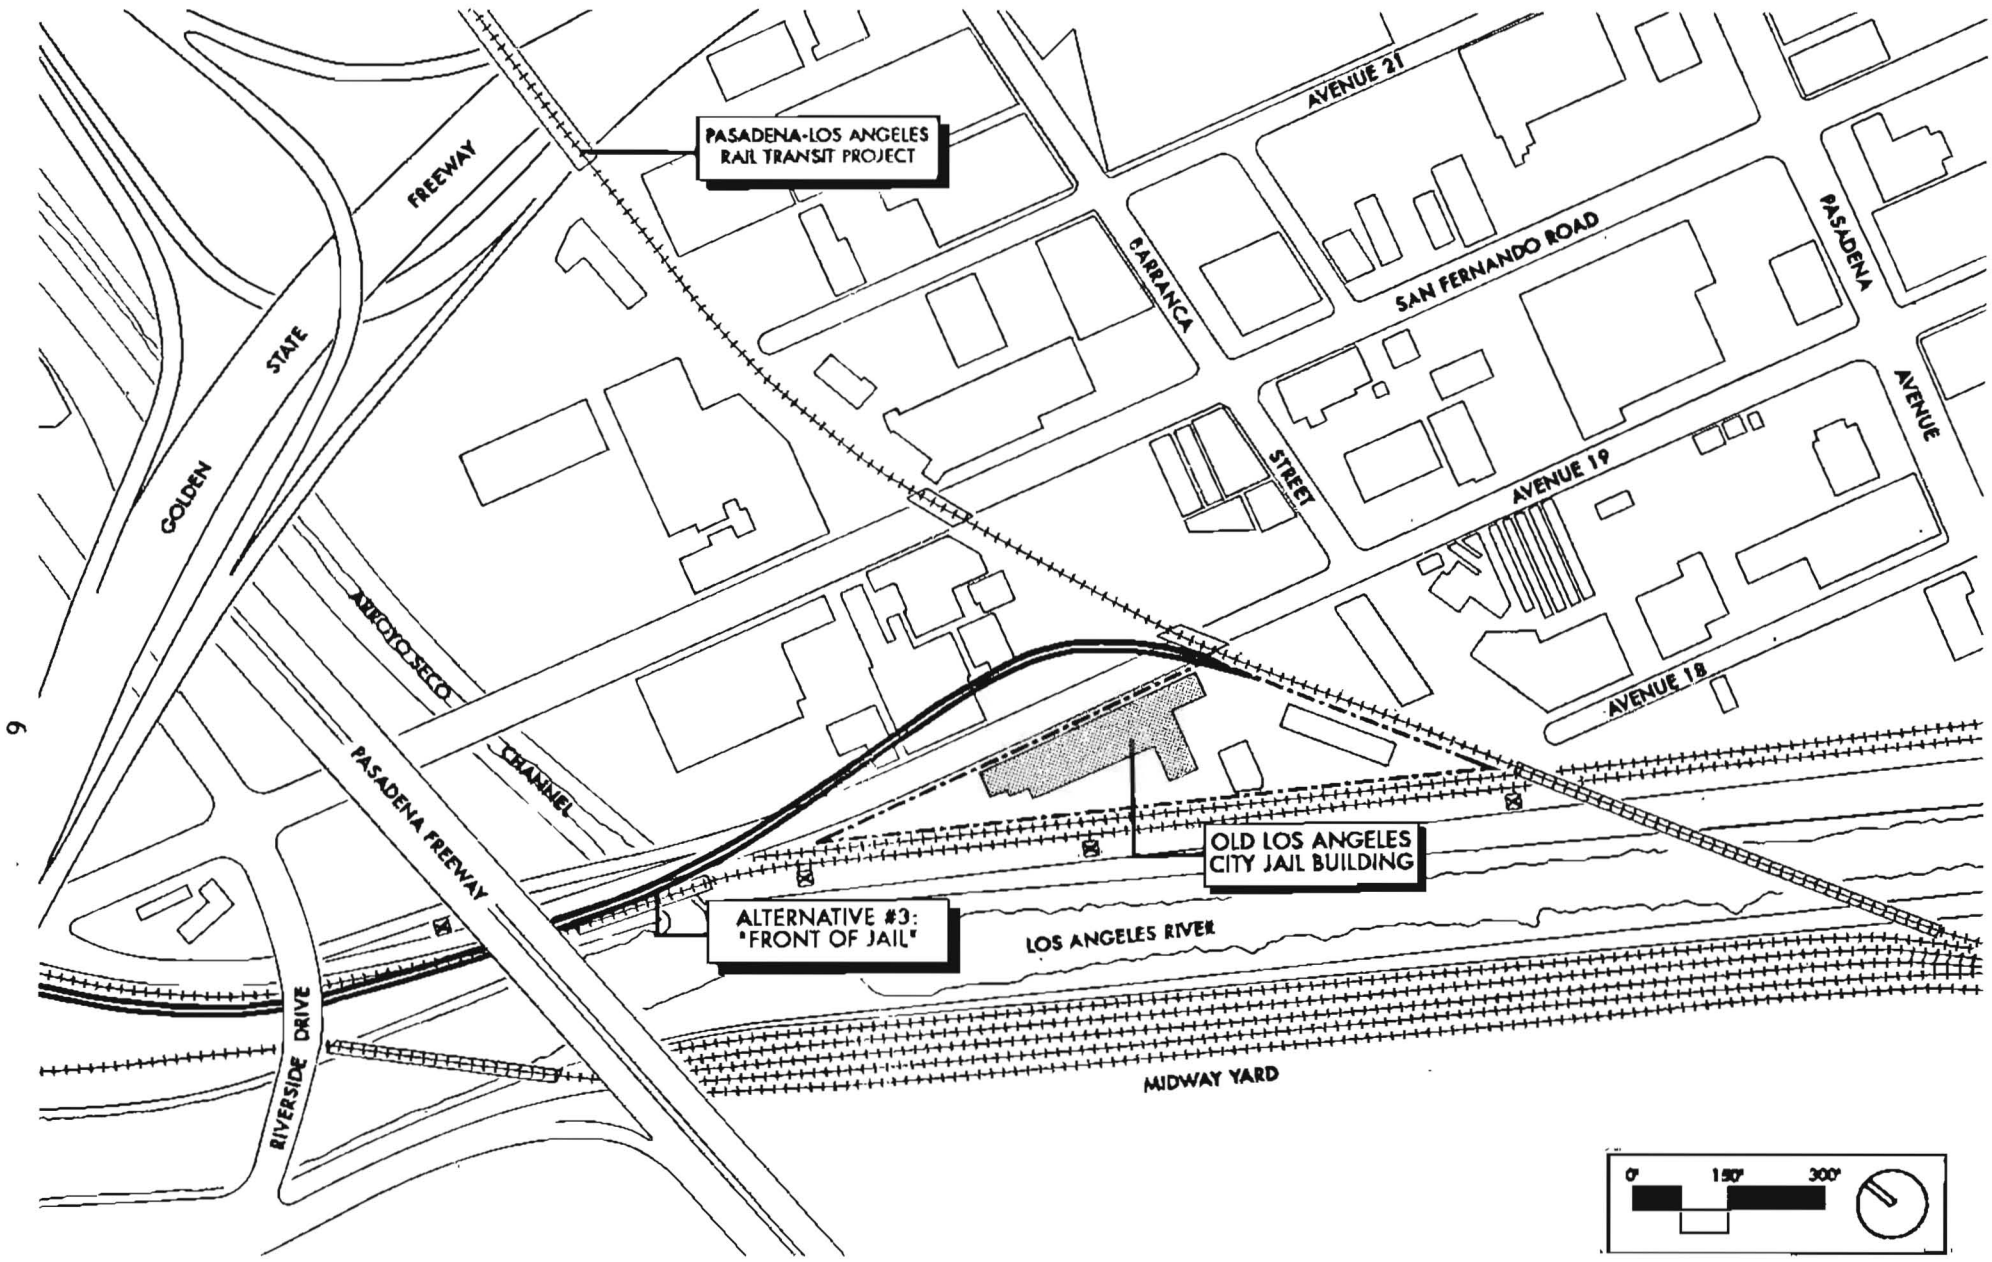 AVENUE 21
PASADENA-LOS ANGELES
RAIL TRANSIT PROJECT
FREEWAY
STATE
GOLDEN
BARRANCA
STREET
SAN FERNANDO ROAD
PASADENA
AVENUE
AVENUE 19
AVENUE 18
ARROYO SECO
CHANNEL
PASADENA FREEWAY
OLD LOS ANGELES
CITY JAIL BUILDING
ALTERNATIVE #3:
"FRONT OF JAIL"
LOS ANGELES RIVER
RIVERSIDE DRIVE
MIDWAY YARD
0' 150' 300'
9